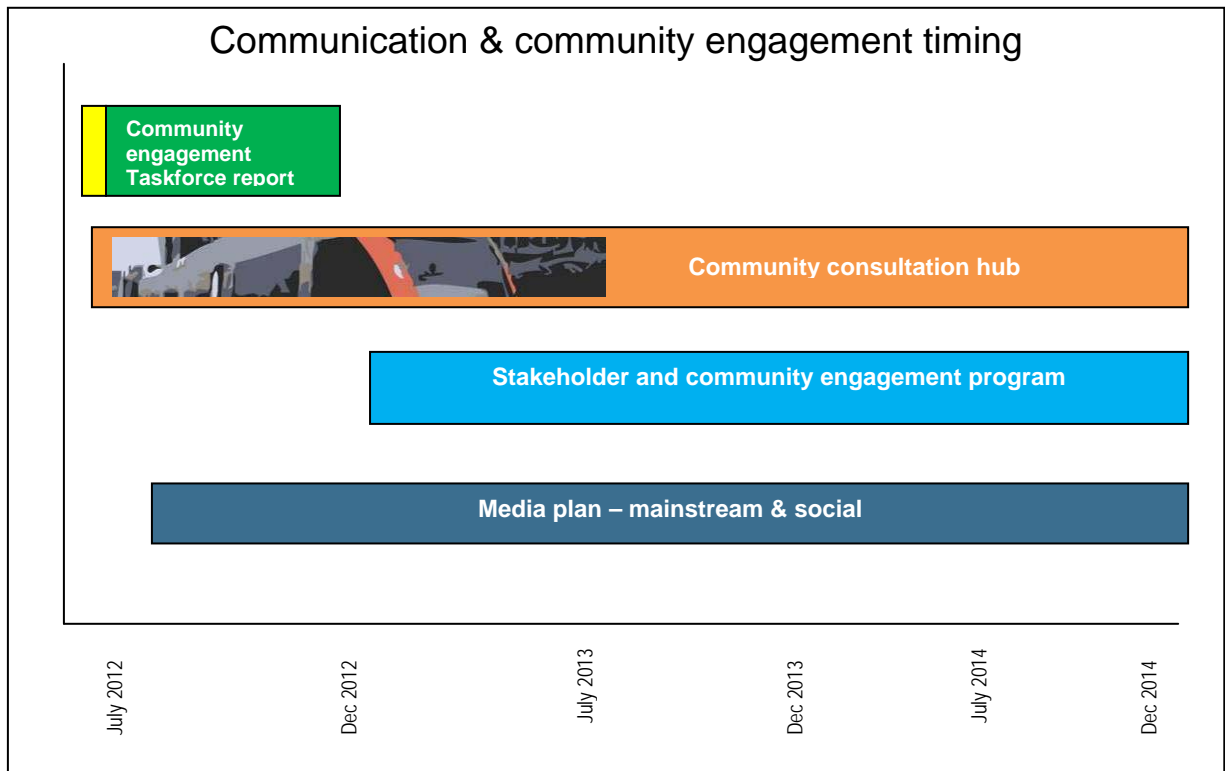 Communication & community engagement timing
Community
engagement
Taskforce report
Community consultation hub
Stakeholder and community engagement program
Media plan – mainstream & social
July 2012
Dec 2012
July 2013
Dec 2013
July 2014
Dec 2014